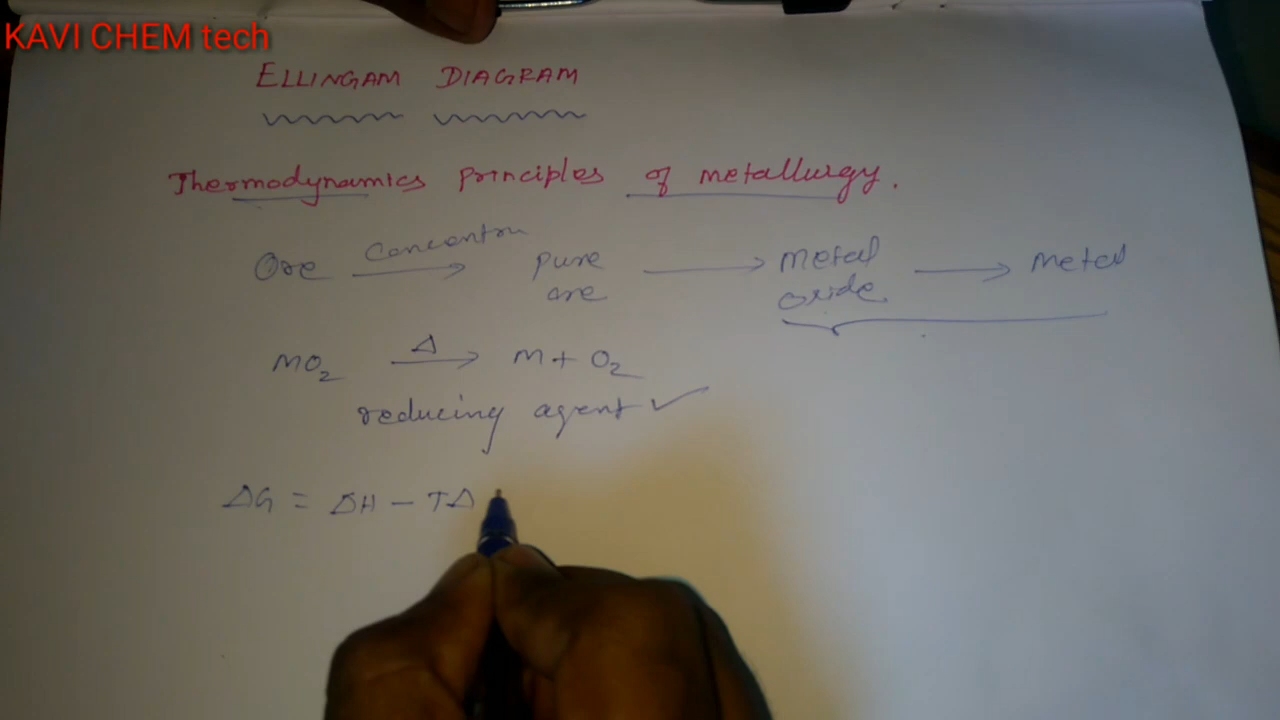 KAVI CHEM tech
ELLINGAM DIAGRAM
Thermodynamics principles of metallurgy.
Ore Concentrn → pure ore → metal oxide → metal
MO₂ Δ → M + O₂
reducing agent ✓
ΔG = ΔH − TΔ